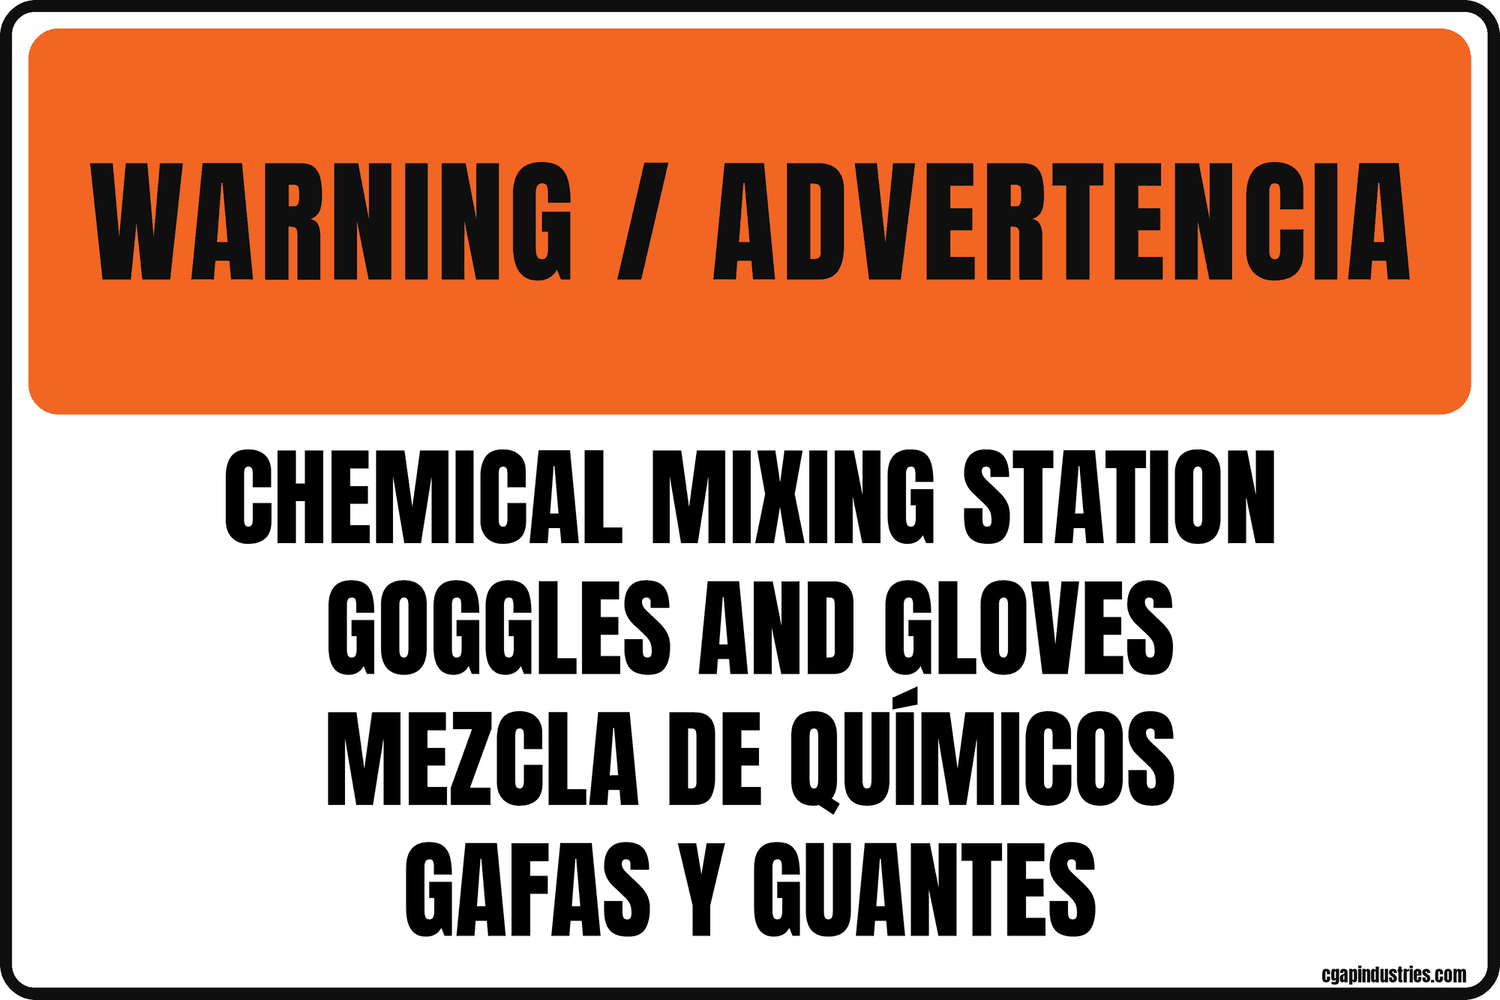 WARNING / ADVERTENCIA
CHEMICAL MIXING STATION
GOGGLES AND GLOVES
MEZCLA DE QUÍMICOS
GAFAS Y GUANTES
cgapindustries.com